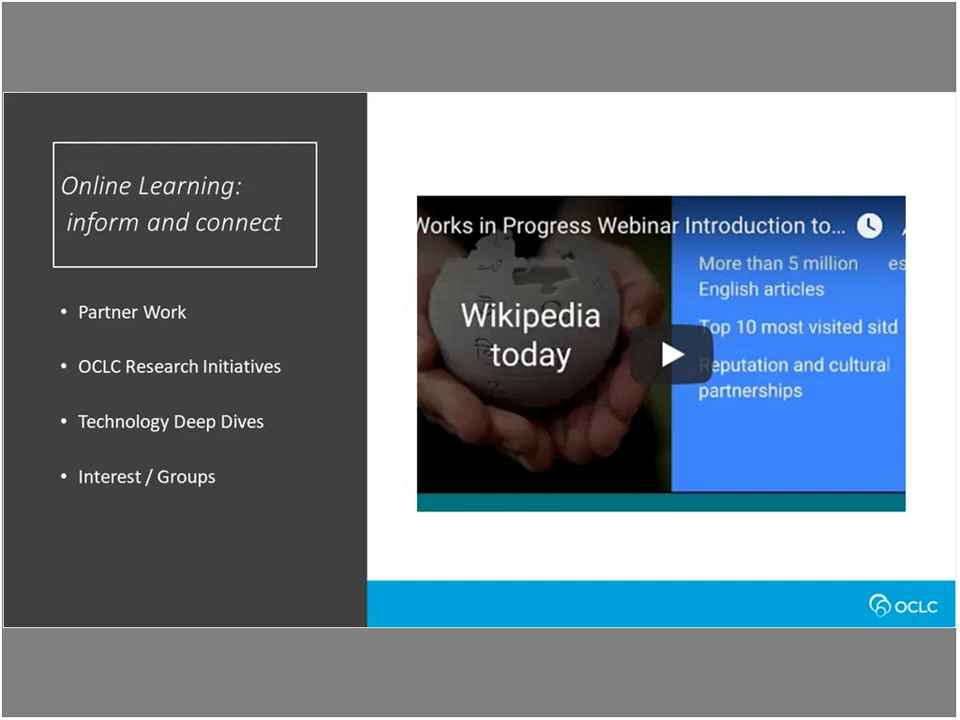 Online Learning:
inform and connect
• Partner Work
• OCLC Research Initiatives
• Technology Deep Dives
• Interest / Groups
Works in Progress Webinar Introduction to...
Wikipedia
today
More than 5 million es
English articles
Top 10 most visited sitd
Reputation and cultural
partnerships
OCLC